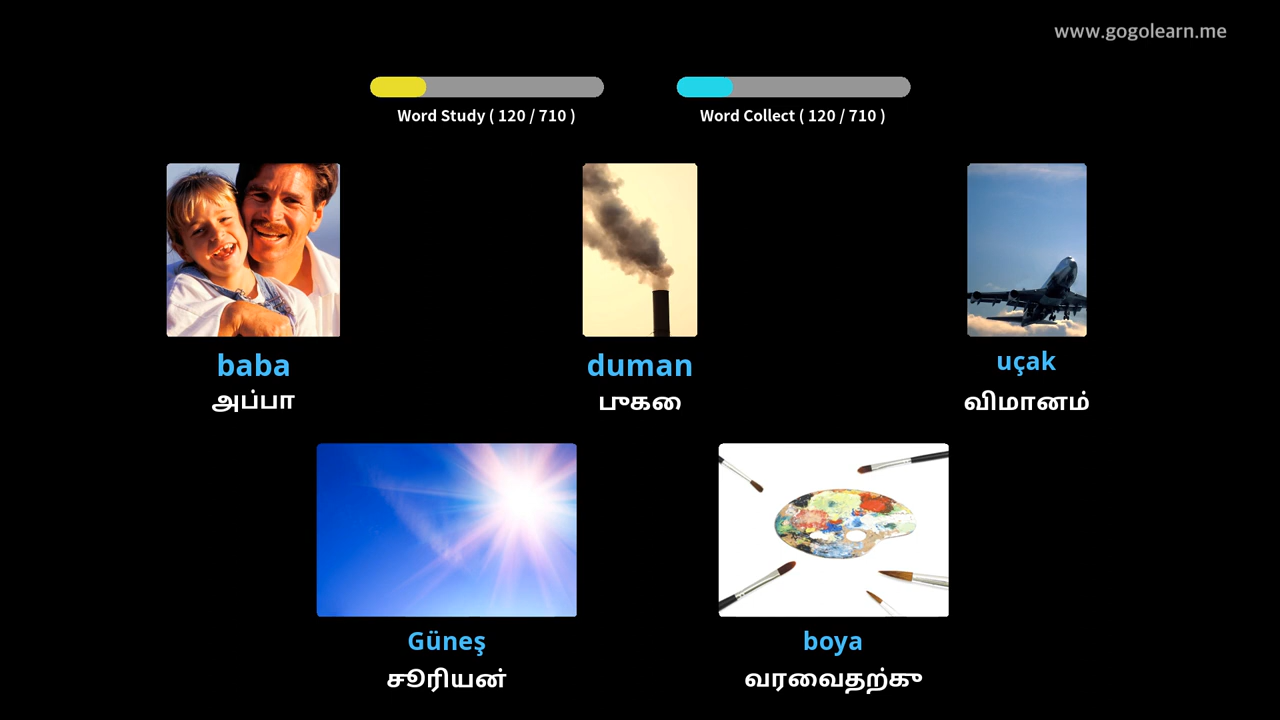 www.gogolearn.me
Word Study ( 120 / 710 )
Word Collect ( 120 / 710 )
baba
அப்பா
duman
புகை
uçak
விமானம்
Güneş
சூரியன்
boya
வரைவதற்கு